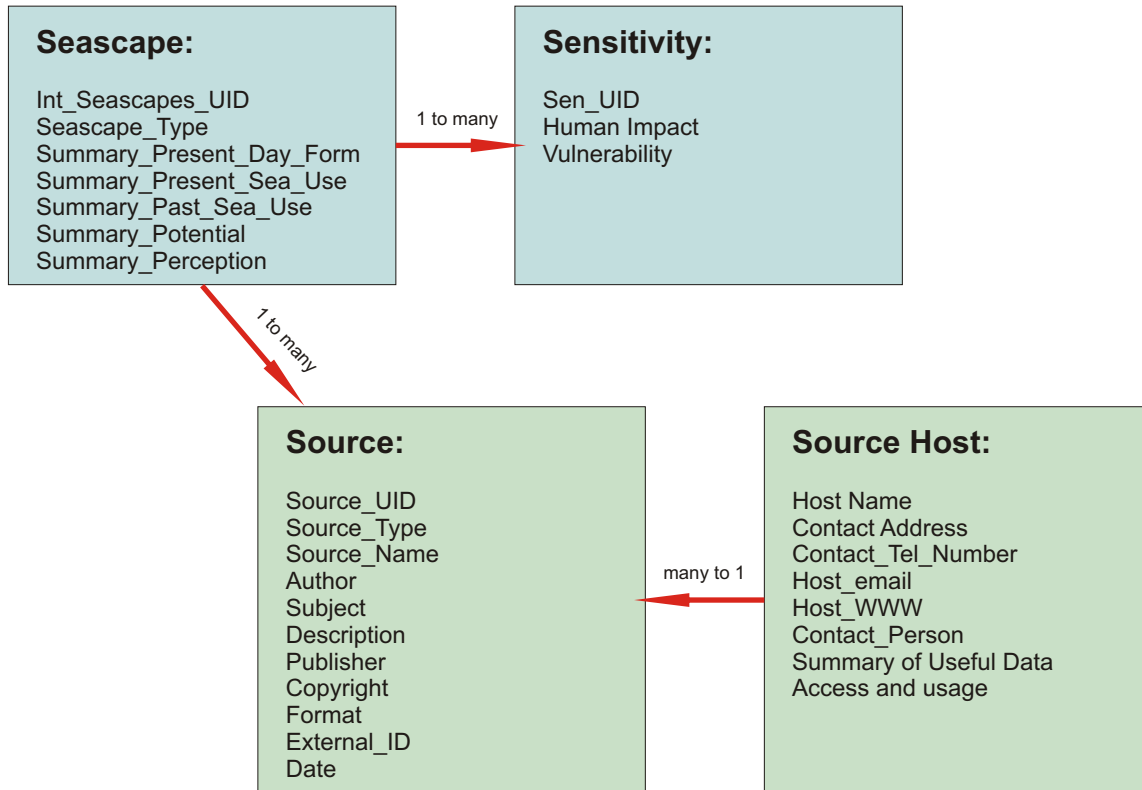 Seascape:
Int_Seascapes_UID
Seascape_Type
Summary_Present_Day_Form
Summary_Present_Sea_Use
Summary_Past_Sea_Use
Summary_Potential
Summary_Perception
1 to many
Sensitivity:
Sen_UID
Human Impact
Vulnerability
1 to many
Source:
Source_UID
Source_Type
Source_Name
Author
Subject
Description
Publisher
Copyright
Format
External_ID
Date
many to 1
Source Host:
Host Name
Contact Address
Contact_Tel_Number
Host_email
Host_WWW
Contact_Person
Summary of Useful Data
Access and usage